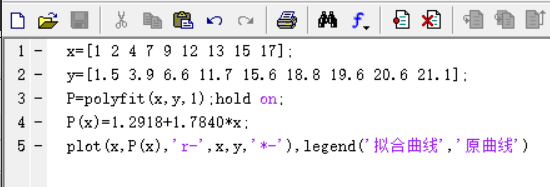 1 - x=[1 2 4 7 9 12 13 15 17];
2 - y=[1.5 3.9 6.6 11.7 15.6 18.8 19.6 20.6 21.1];
3 - P=polyfit(x,y,1);hold on;
4 - P(x)=1.2918+1.7840*x;
5 - plot(x,P(x),'r-',x,y,'*-'),legend('拟合曲线','原曲线')